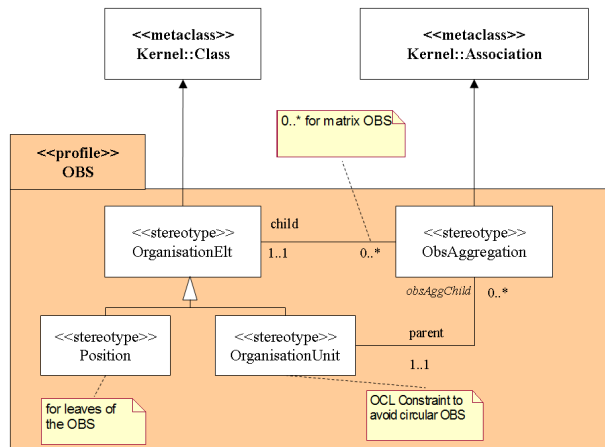 <<metaclass>>
Kernel::Class
<<metaclass>>
Kernel::Association
0..* for matrix OBS
<<profile>>
OBS
<<stereotype>>
OrganisationElt
child
1..1
0..*
<<stereotype>>
ObsAggregation
obsAggChild
0..*
<<stereotype>>
Position
<<stereotype>>
OrganisationUnit
parent
1..1
for leaves of
the OBS
OCL Constraint to
avoid circular OBS